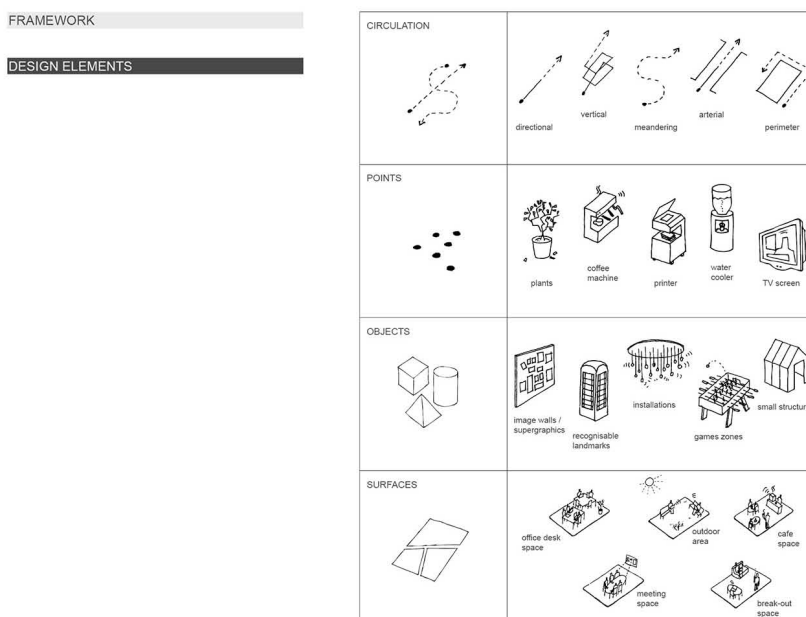 FRAMEWORK
DESIGN ELEMENTS
CIRCULATION
directional
vertical
meandering
arterial
perimeter
POINTS
plants
coffee
machine
printer
water
cooler
TV screen
OBJECTS
image walls /
supergraphics
recognisable
landmarks
installations
games zones
small structur
SURFACES
office desk
space
outdoor
area
cafe
space
meeting
space
break-out
space